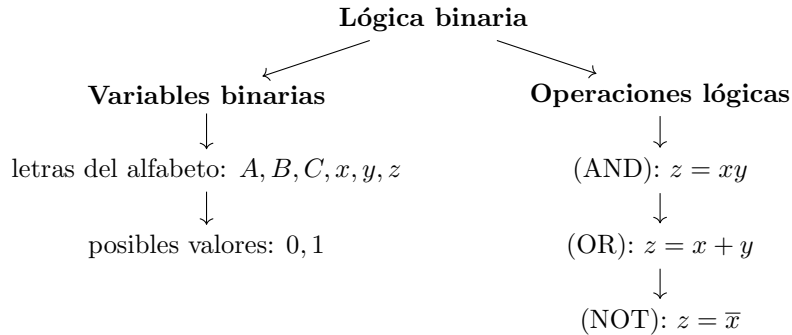 Lógica binaria
Variables binarias
letras del alfabeto: A, B, C, x, y, z
posibles valores: 0, 1
Operaciones lógicas
(AND): z = xy
(OR): z = x + y
(NOT): z = x̅